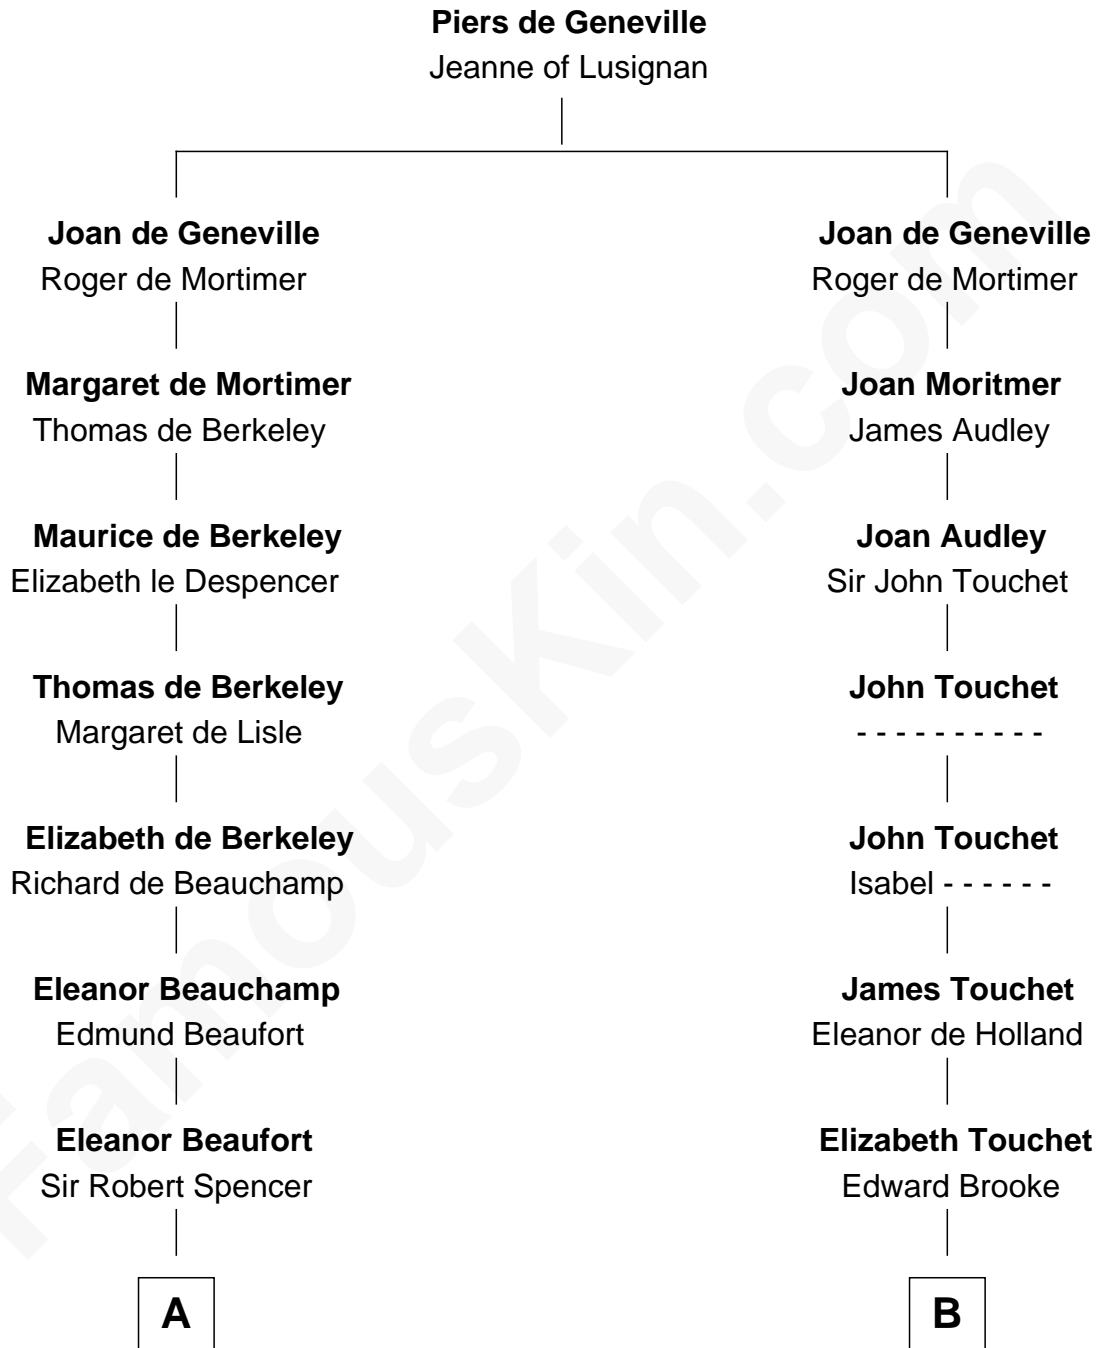 Piers de Geneville
Jeanne of Lusignan
Joan de Geneville
Roger de Mortimer
Joan de Geneville
Roger de Mortimer
Margaret de Mortimer
Thomas de Berkeley
Joan Moritmer
James Audley
Maurice de Berkeley
Elizabeth le Despencer
Joan Audley
Sir John Touchet
Thomas de Berkeley
Margaret de Lisle
John Touchet
- - - - - - - - - -
Elizabeth de Berkeley
Richard de Beauchamp
John Touchet
Isabel - - - - - -
Eleanor Beauchamp
Edmund Beaufort
James Touchet
Eleanor de Holland
Eleanor Beaufort
Sir Robert Spencer
Elizabeth Touchet
Edward Brooke
A
B
FamousKin.com